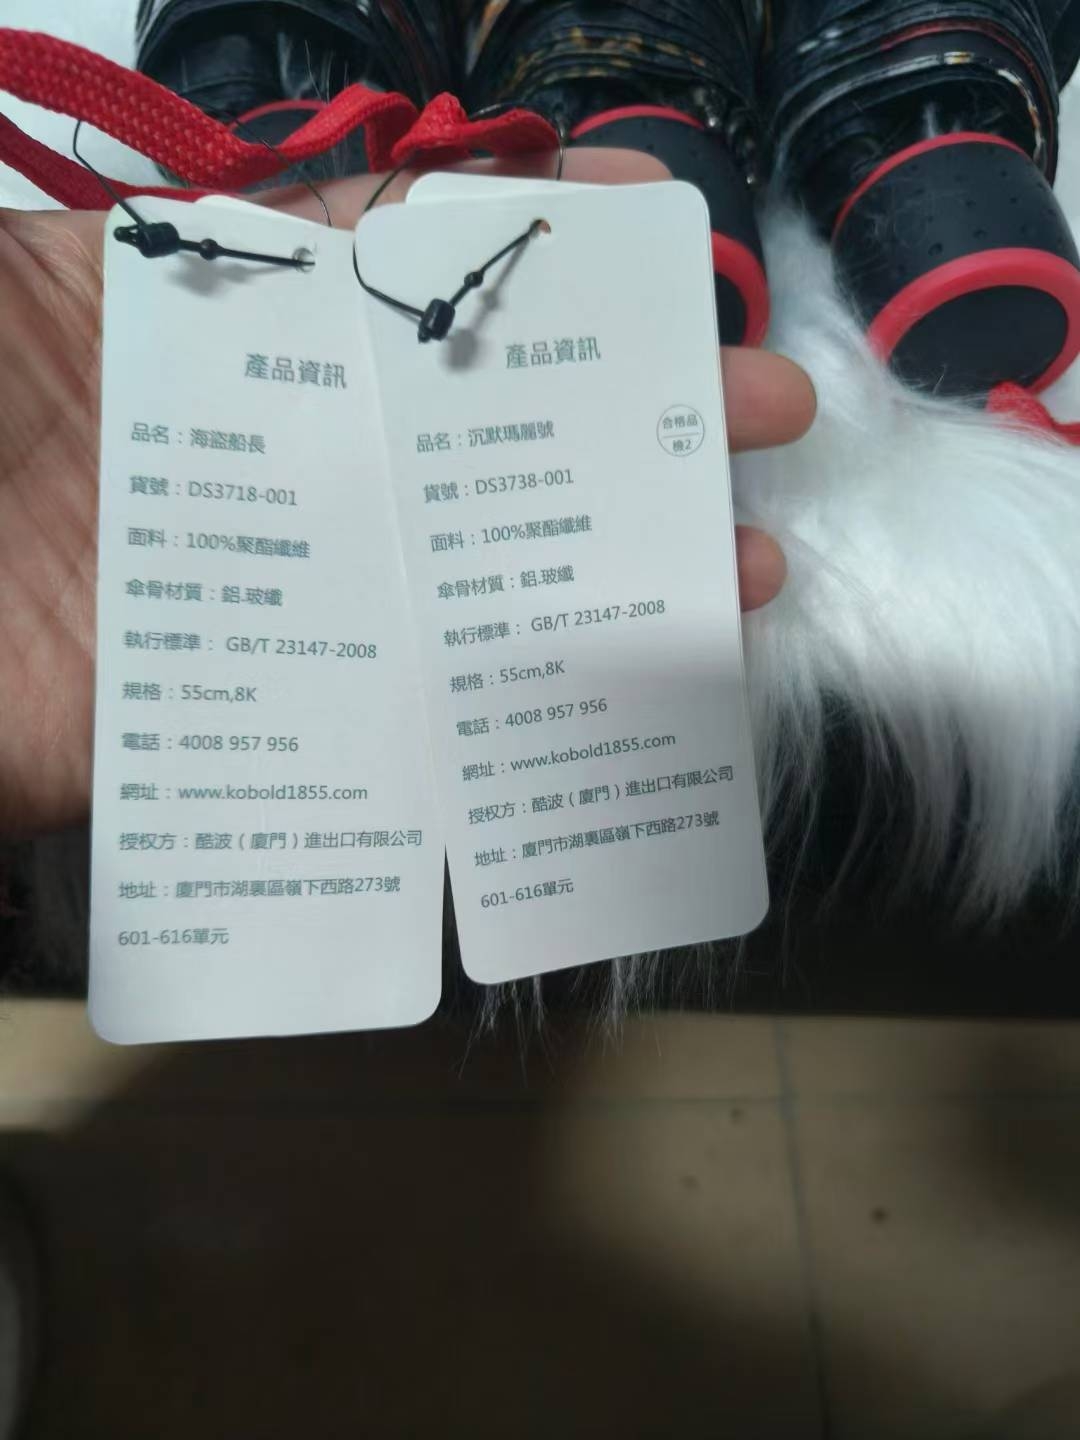 產品資訊
品名：海盜船長
貨號：DS3718-001
面料：100%聚酯纖維
傘骨材質：鋁.玻纖
執行標準： GB/T 23147-2008
規格：55cm,8K
電話：4008 957 956
網址：www.kobold1855.com
授权方：酷波（廈門）進出口有限公司
地址：廈門市湖裏區嶺下西路273號
601-616單元
產品資訊
合格品
檢2
品名：沉默瑪麗號
貨號：DS3738-001
面料：100%聚酯纖維
傘骨材質：鋁.玻纖
執行標準： GB/T 23147-2008
規格：55cm,8K
電話：4008 957 956
網址：www.kobold1855.com
授权方：酷波（廈門）進出口有限公司
地址：廈門市湖裏區嶺下西路273號
601-616單元